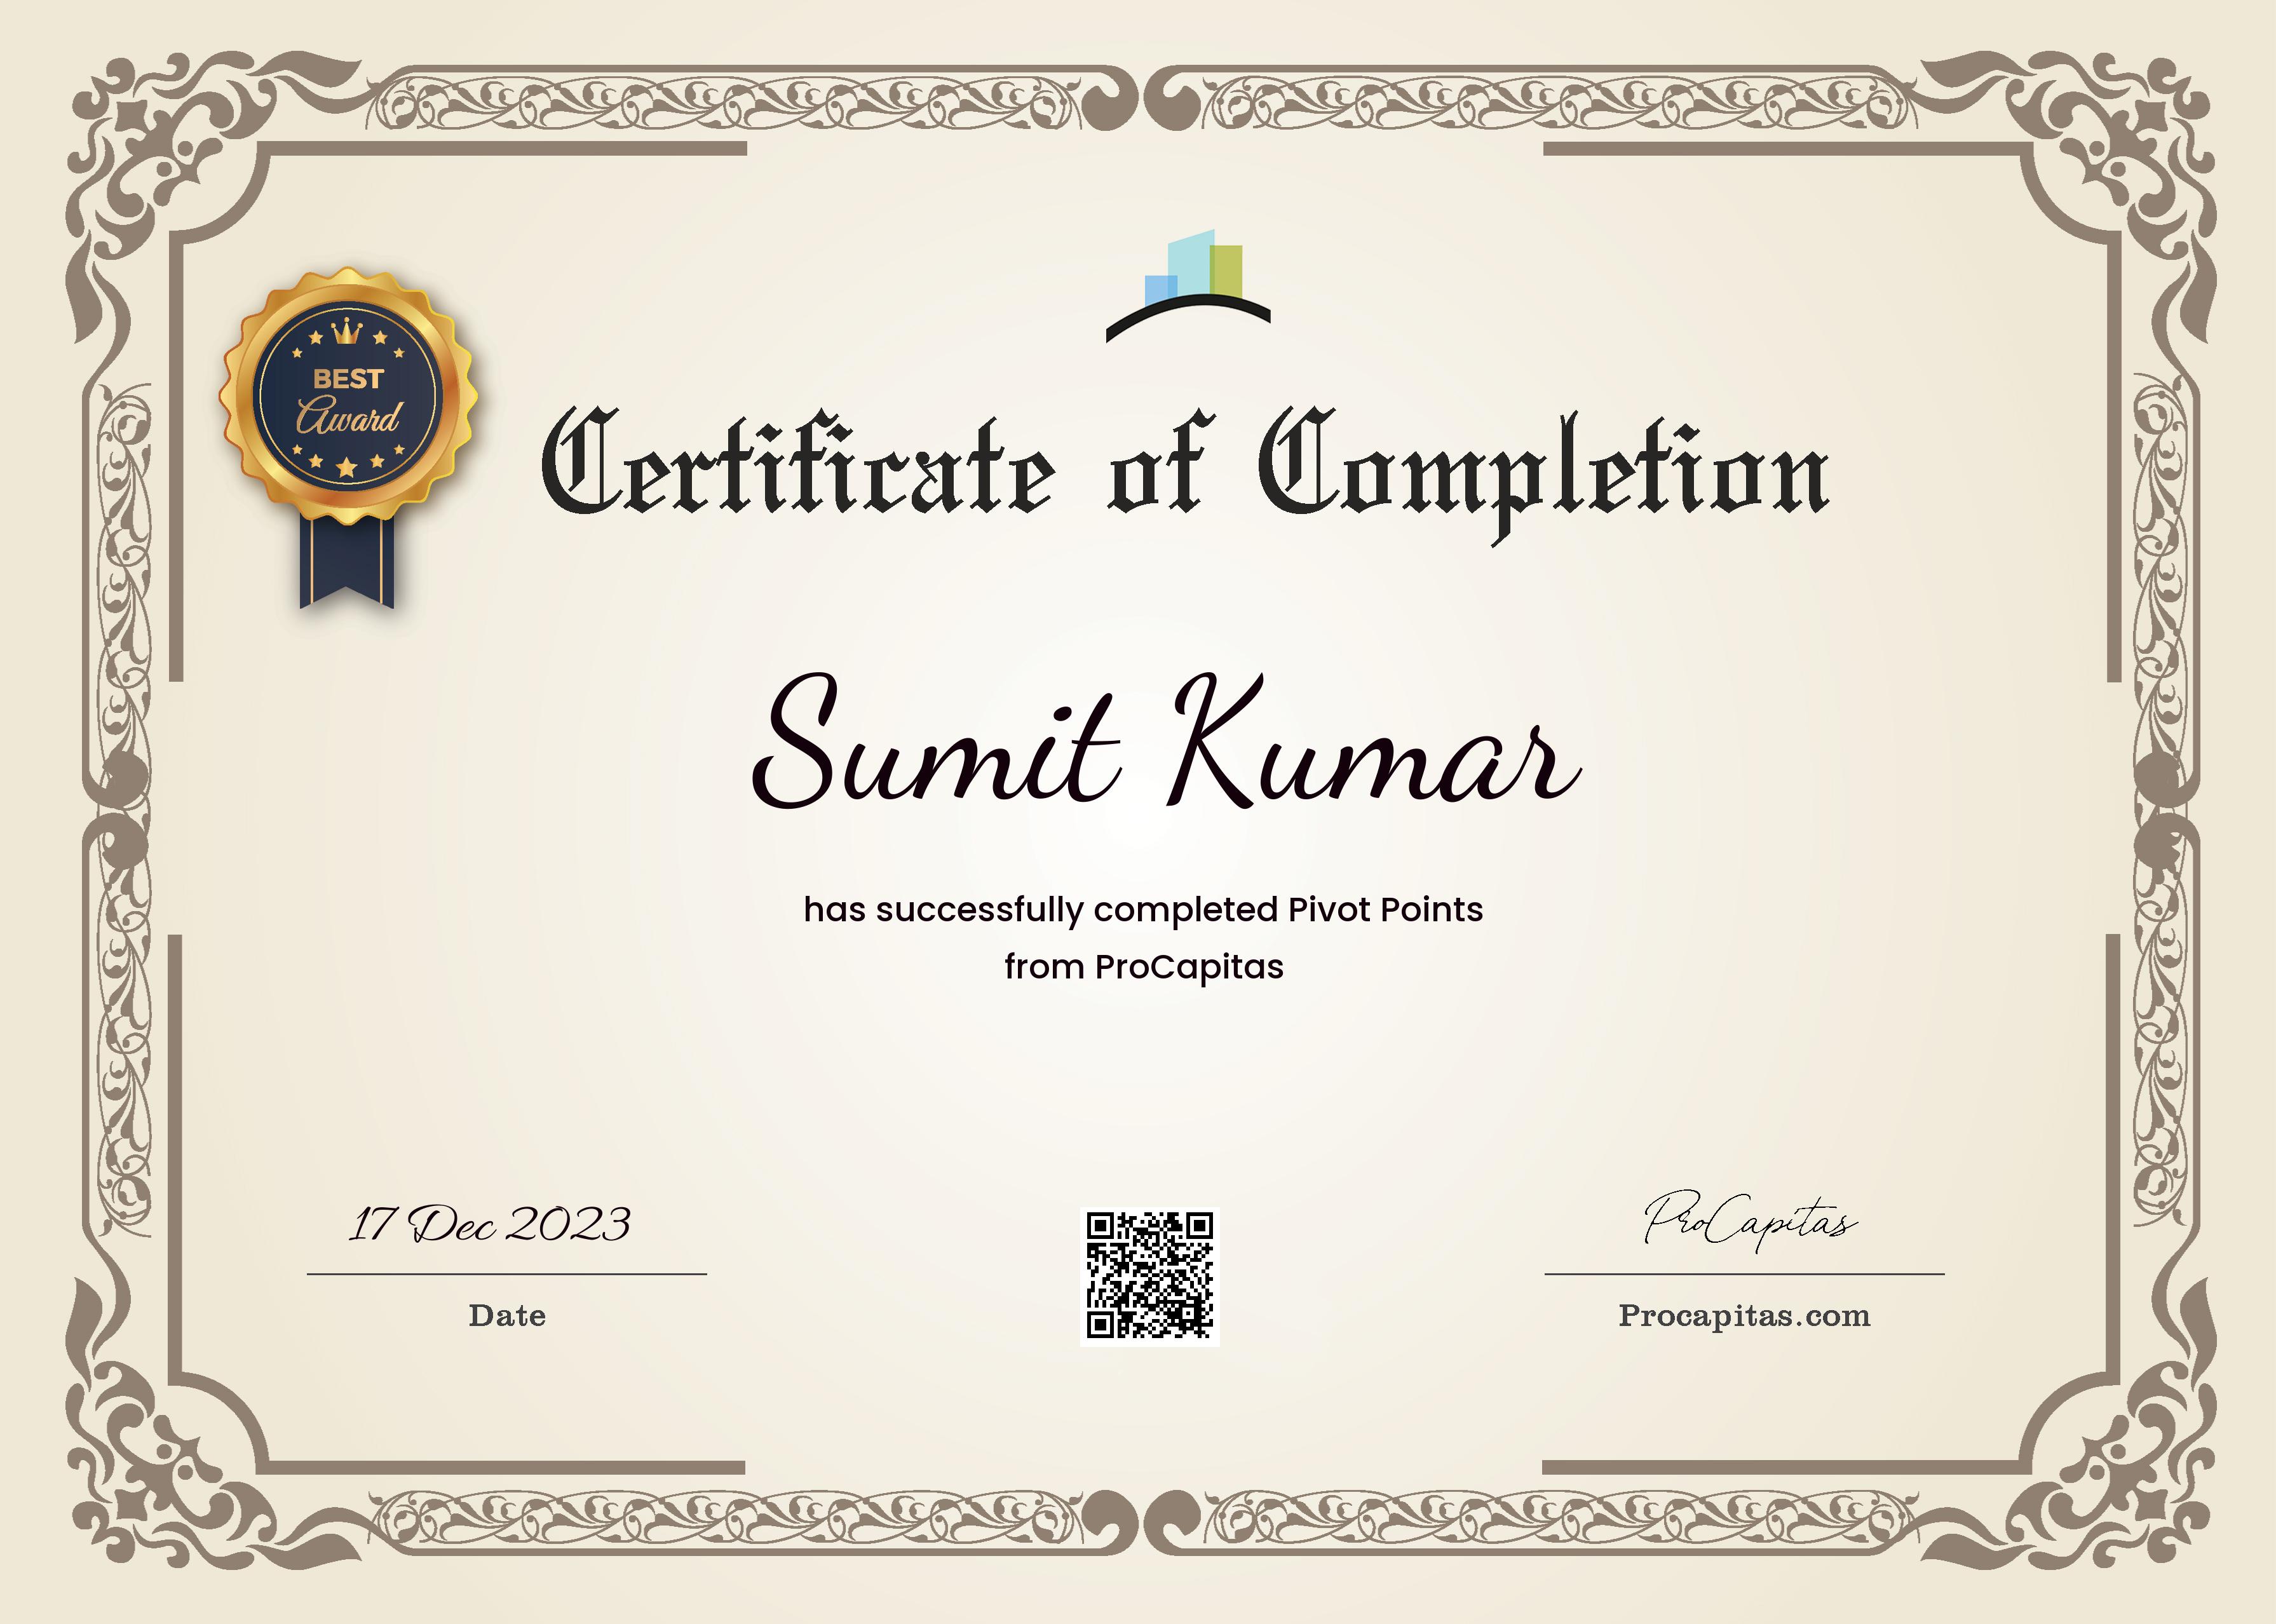 BEST
Award
Certificate of Completion
Sumit Kumar
has successfully completed Pivot Points
from ProCapitas
17 Dec 2023
Date
ProCapitas
Procapitas.com